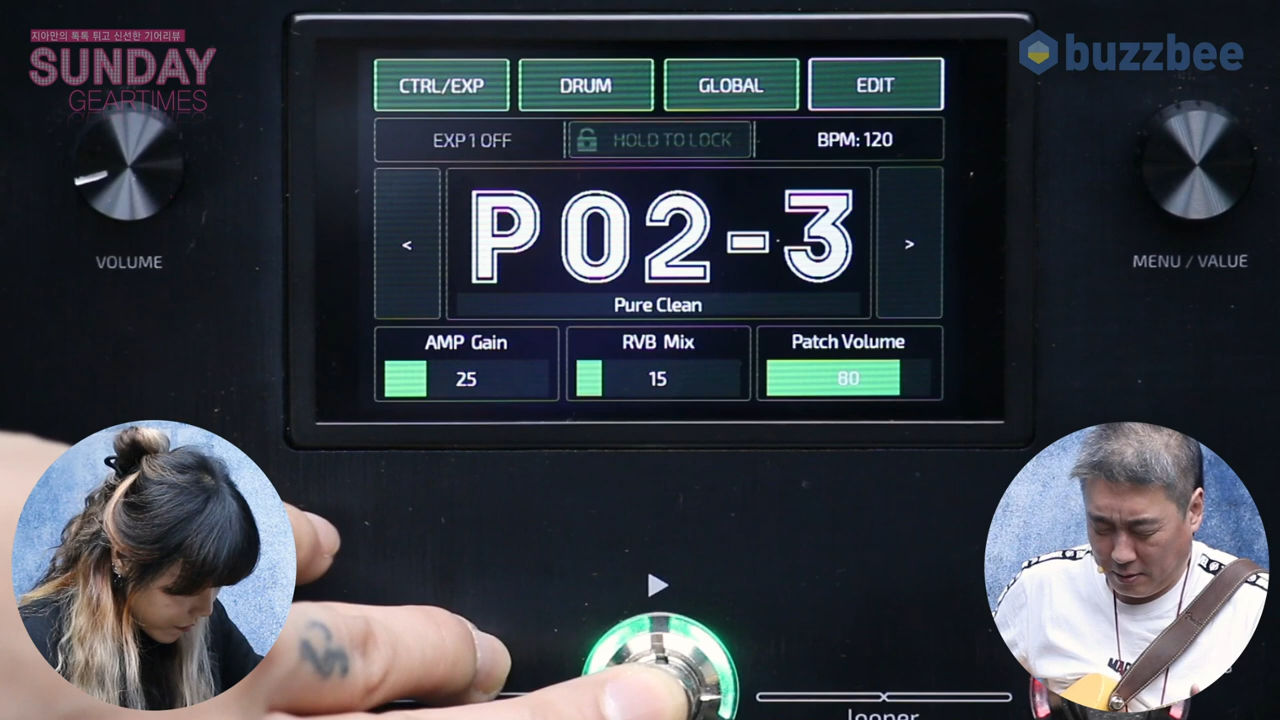 지아만의 톡톡 튀고 신선한 기어리뷰
SUNDAY
GEARTIMES
buzzbee
CTRL/EXP
DRUM
GLOBAL
EDIT
EXP 1 OFF
HOLD TO LOCK
BPM: 120
VOLUME
<
P02-3
>
MENU / VALUE
Pure Clean
AMP Gain
RVB Mix
Patch Volume
25
15
80
looper